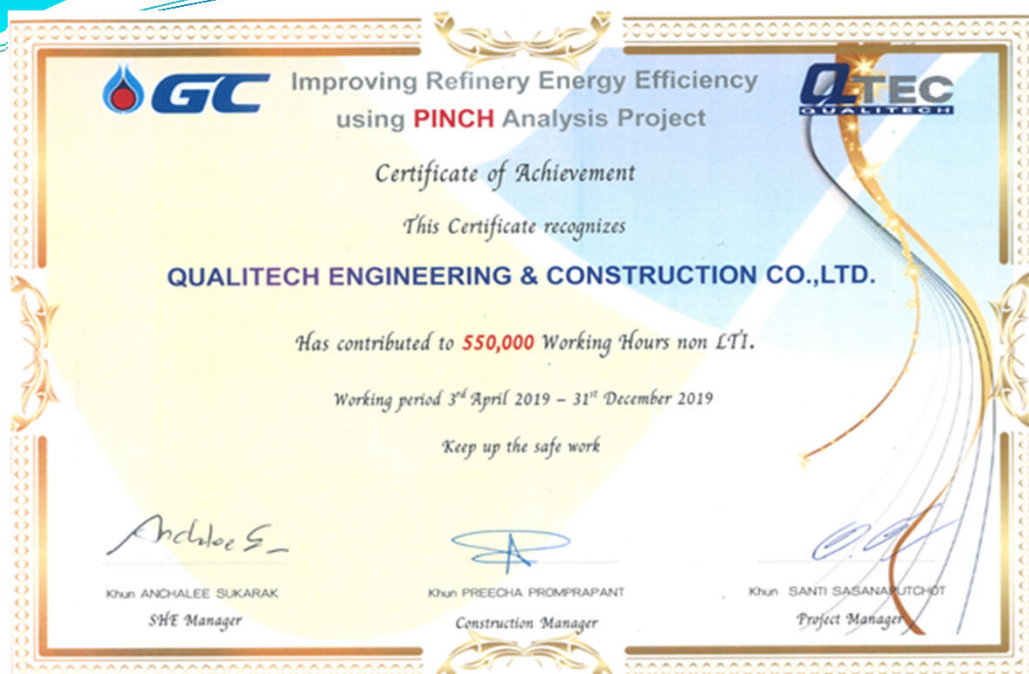 GC
Improving Refinery Energy Efficiency
using PINCH Analysis Project
QTEC
QUALITECH
Certificate of Achievement
This Certificate recognizes
QUALITECH ENGINEERING & CONSTRUCTION CO.,LTD.
Has contributed to 550,000 Working Hours non LTI.
Working period 3rd April 2019 – 31st December 2019
Keep up the safe work
Anchalee S
Khun ANCHALEE SUKARAK
SHE Manager
Khun PREECHA PROMPRAPANT
Construction Manager
Khun SANTI SASANAPUTCHOT
Project Manager